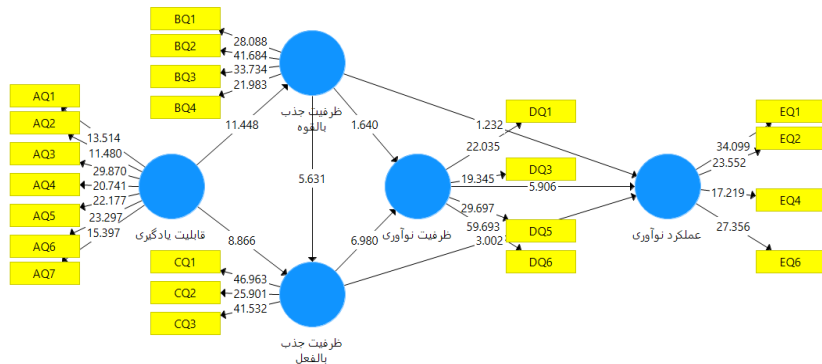 BQ1
BQ2
BQ3
BQ4
28.088
41.684
33.734
21.983
ظرفیت جذب
بالقوه
AQ1
AQ2
AQ3
AQ4
AQ5
AQ6
AQ7
13.514
11.480
29.870
20.741
22.177
23.297
15.397
قابلیت یادگیری
11.448
8.866
5.631
1.640
6.980
1.232
5.906
3.002
ظرفیت نوآوری
22.035
19.345
29.697
59.693
DQ1
DQ3
DQ5
DQ6
عملکرد نوآوری
34.099
23.552
17.219
27.356
EQ1
EQ2
EQ4
EQ6
CQ1
CQ2
CQ3
46.963
25.901
41.532
ظرفیت جذب
بالفعل